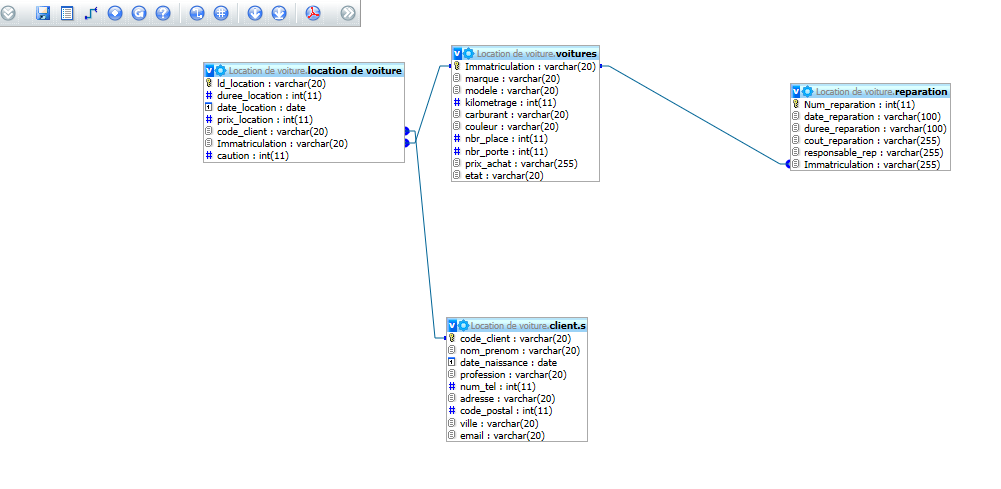 Location de voiture.location de voiture
ld_location : varchar(20)
duree_location : int(11)
date_location : date
prix_location : int(11)
code_client : varchar(20)
Immatriculation : varchar(20)
caution : int(11)
Location de voiture.voitures
Immatriculation : varchar(20)
marque : varchar(20)
modele : varchar(20)
kilometrage : int(11)
carburant : varchar(20)
couleur : varchar(20)
nbr_place : int(11)
nbr_porte : int(11)
prix_achat : varchar(255)
etat : varchar(20)
Location de voiture.reparation
Num_reparation : int(11)
date_reparation : varchar(100)
duree_reparation : varchar(100)
cout_reparation : varchar(255)
responsable_rep : varchar(255)
Immatriculation : varchar(255)
Location de voiture.client.s
code_client : varchar(20)
nom_prenom : varchar(20)
date_naissance : date
profession : varchar(20)
num_tel : int(11)
adresse : varchar(20)
code_postal : int(11)
ville : varchar(20)
email : varchar(20)